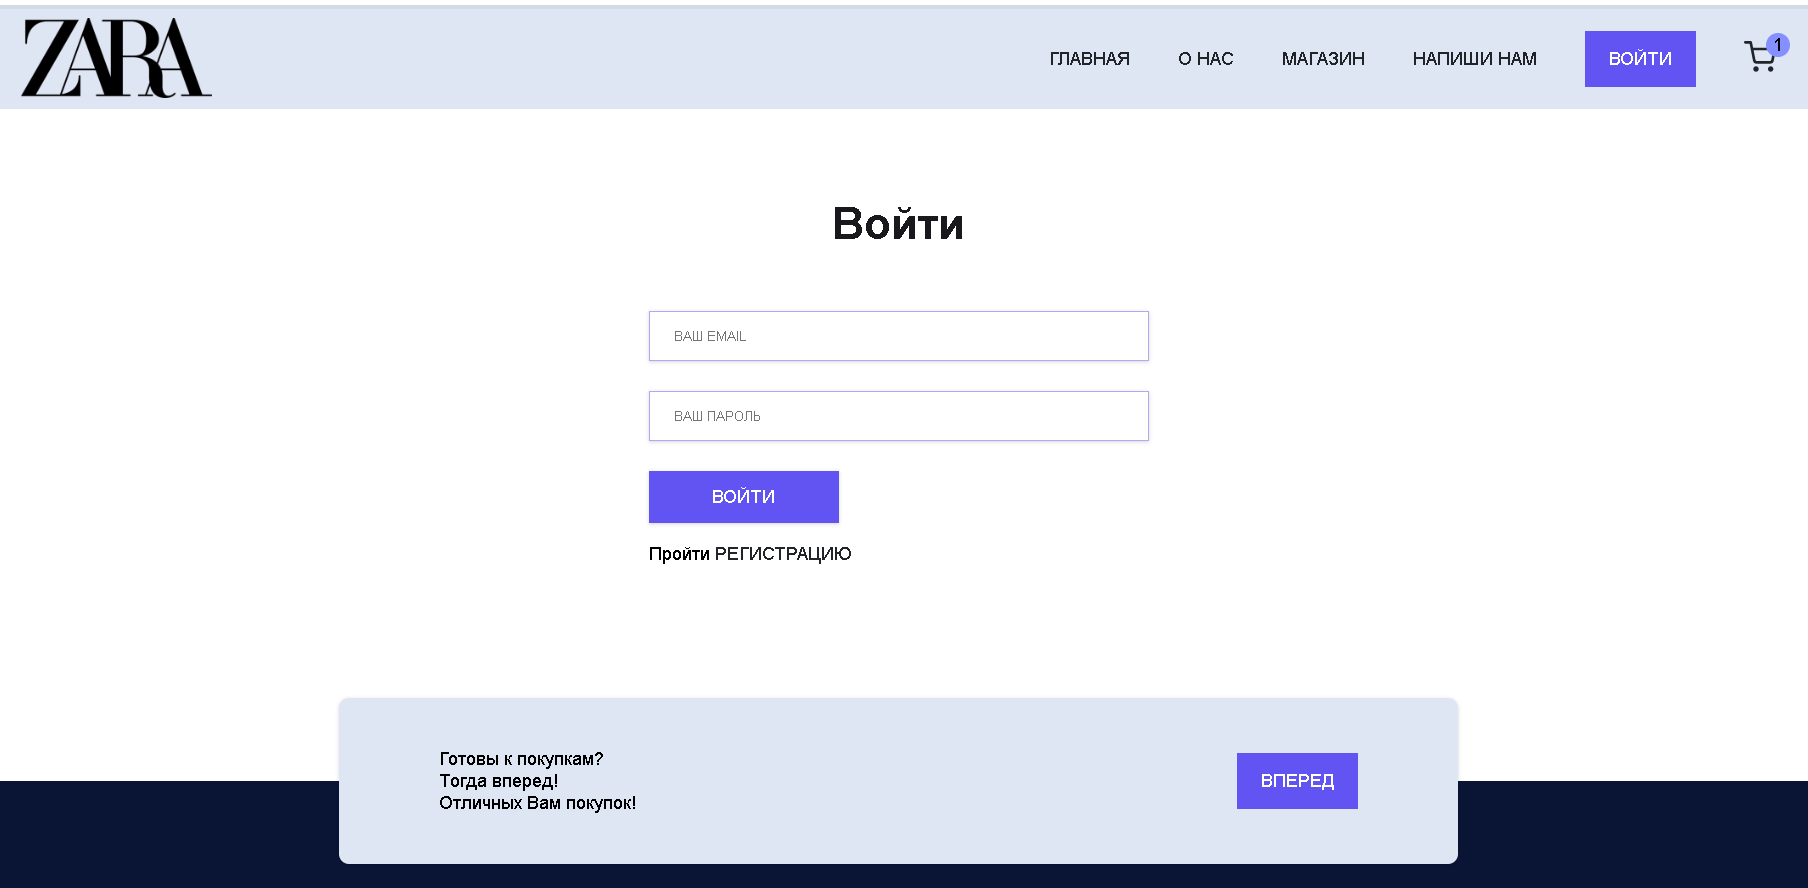 ZARA
ГЛАВНАЯ О НАС МАГАЗИН НАПИШИ НАМ ВОЙТИ 1
Войти
ВАШ EMAIL
ВАШ ПАРОЛЬ
ВОЙТИ
Пройти РЕГИСТРАЦИЮ
Готовы к покупкам?
Тогда вперед!
Отличных Вам покупок!
ВПЕРЕД